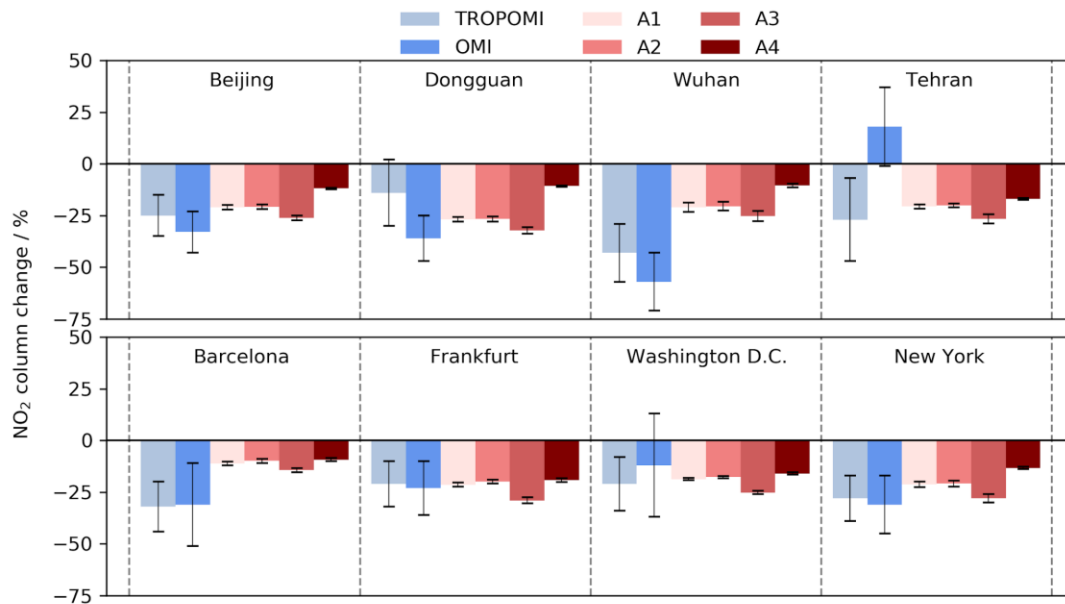 TROPOMI A1 A3
OMI A2 A4
NO₂ column change / %
50
25
0
−25
−50
−75
Beijing Dongguan Wuhan Tehran
50
25
0
−25
−50
−75
Barcelona Frankfurt Washington D.C. New York